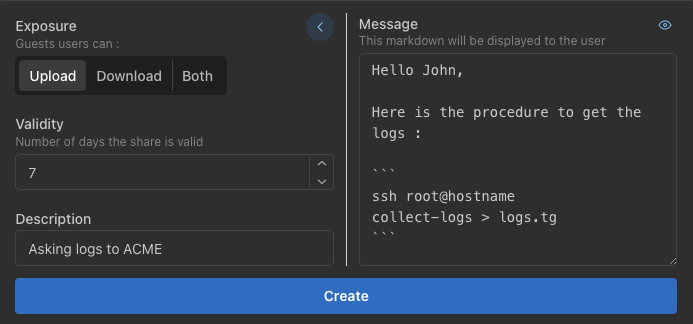 Exposure
Guests users can :
Upload Download Both
Validity
Number of days the share is valid
7
Description
Asking logs to ACME
Message
This markdown will be displayed to the user
Hello John,
Here is the procedure to get the
logs :
```
ssh root@hostname
collect-logs > logs.tg
```
Create